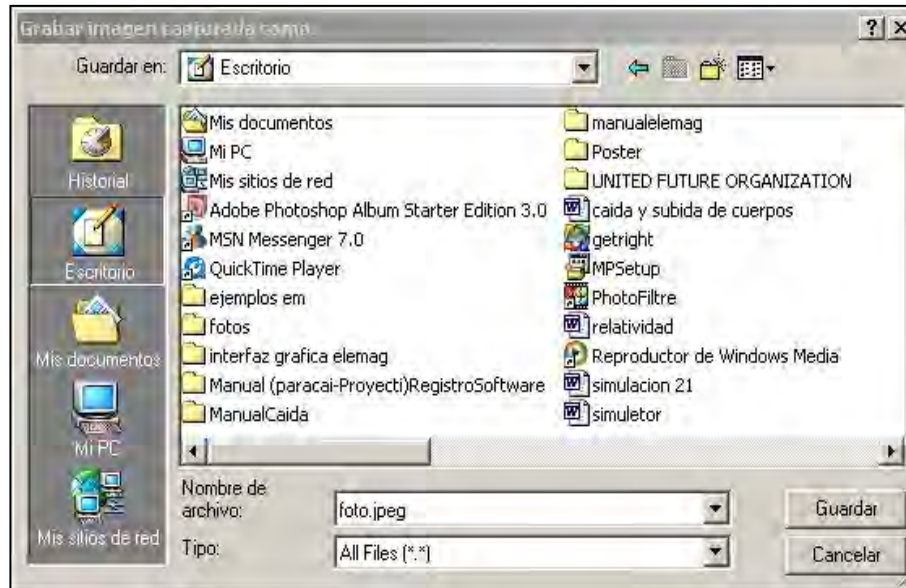 Grabar imagen capturada como
Guardar en:
Escritorio
Historial
Escritorio
Mis documentos
Mi PC
Mis sitios de red
Mis documentos
Mi PC
Mis sitios de red
Adobe Photoshop Album Starter Edition 3.0
MSN Messenger 7.0
QuickTime Player
ejemplos em
fotos
interfaz grafica elemag
Manual (paracai-Proyecti)RegistroSoftware
ManualCaida
manualelemag
Poster
UNITED FUTURE ORGANIZATION
caida y subida de cuerpos
getright
MPSetup
PhotoFiltre
relatividad
Reproductor de Windows Media
simulacion 21
simuletor
Nombre de
archivo:
foto.jpeg
Guardar
Tipo:
All Files (*.*)
Cancelar